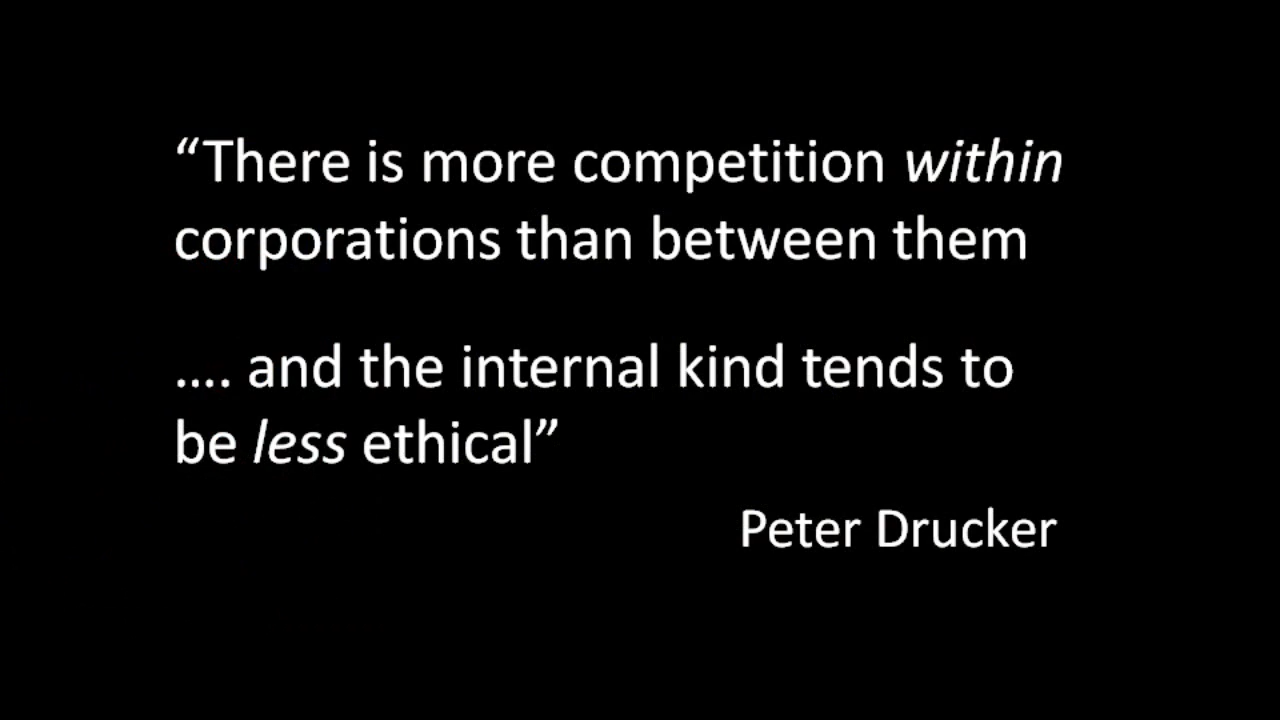 “There is more competition within
corporations than between them
.... and the internal kind tends to
be less ethical”
Peter Drucker